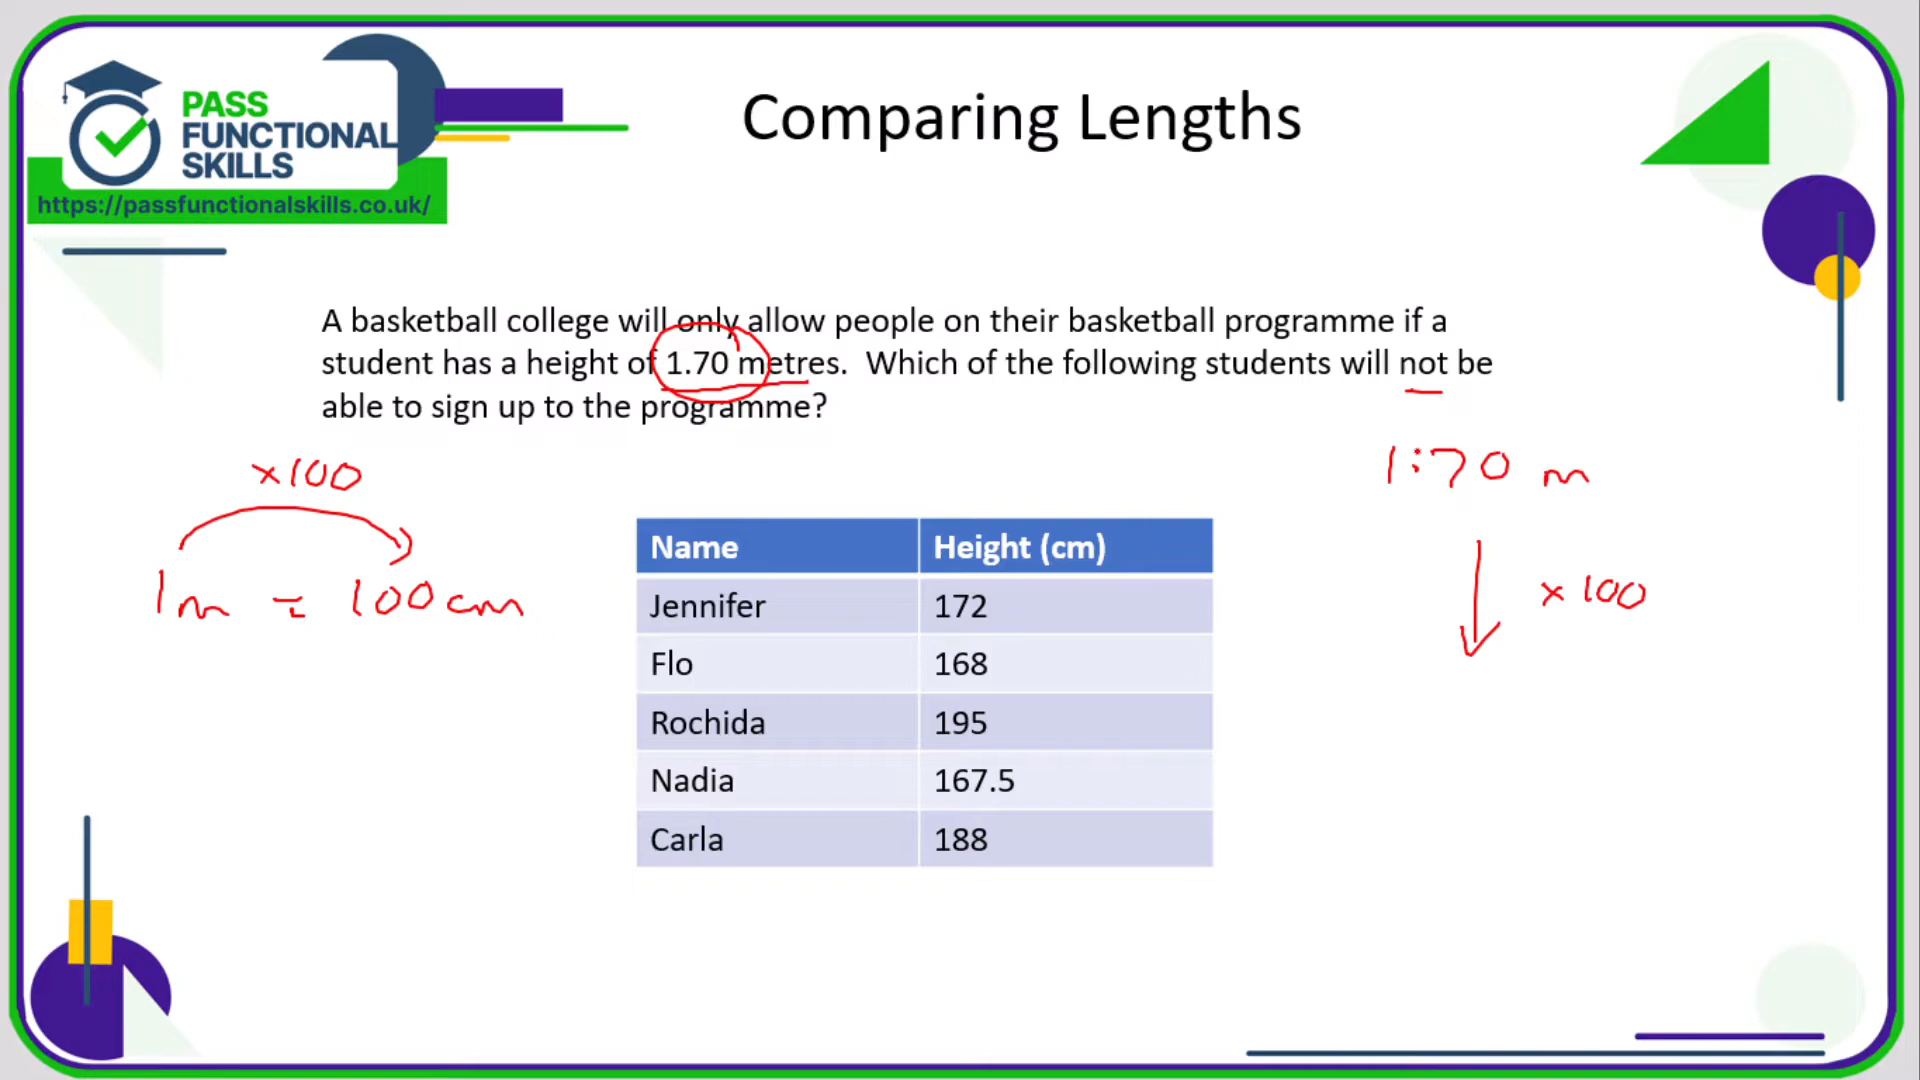 PASS
FUNCTIONAL
SKILLS
https://passfunctionalskills.co.uk/
Comparing Lengths
A basketball college will only allow people on their basketball programme if a
student has a height of 1.70 metres. Which of the following students will not be
able to sign up to the programme?
×100
1m = 100cm
1.70 m
× 100
Name Height (cm)
Jennifer 172
Flo 168
Rochida 195
Nadia 167.5
Carla 188